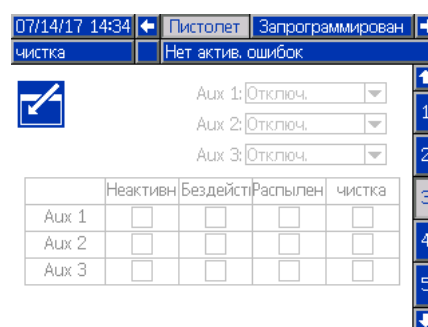 07/14/17 14:34 Пистолет Запрограммирован
чистка Нет актив. ошибок
Aux 1: Отключ.
Aux 2: Отключ.
Aux 3: Отключ.
Неактивн Бездейст Распылен чистка
Aux 1
Aux 2
Aux 3
1
2
3
4
5